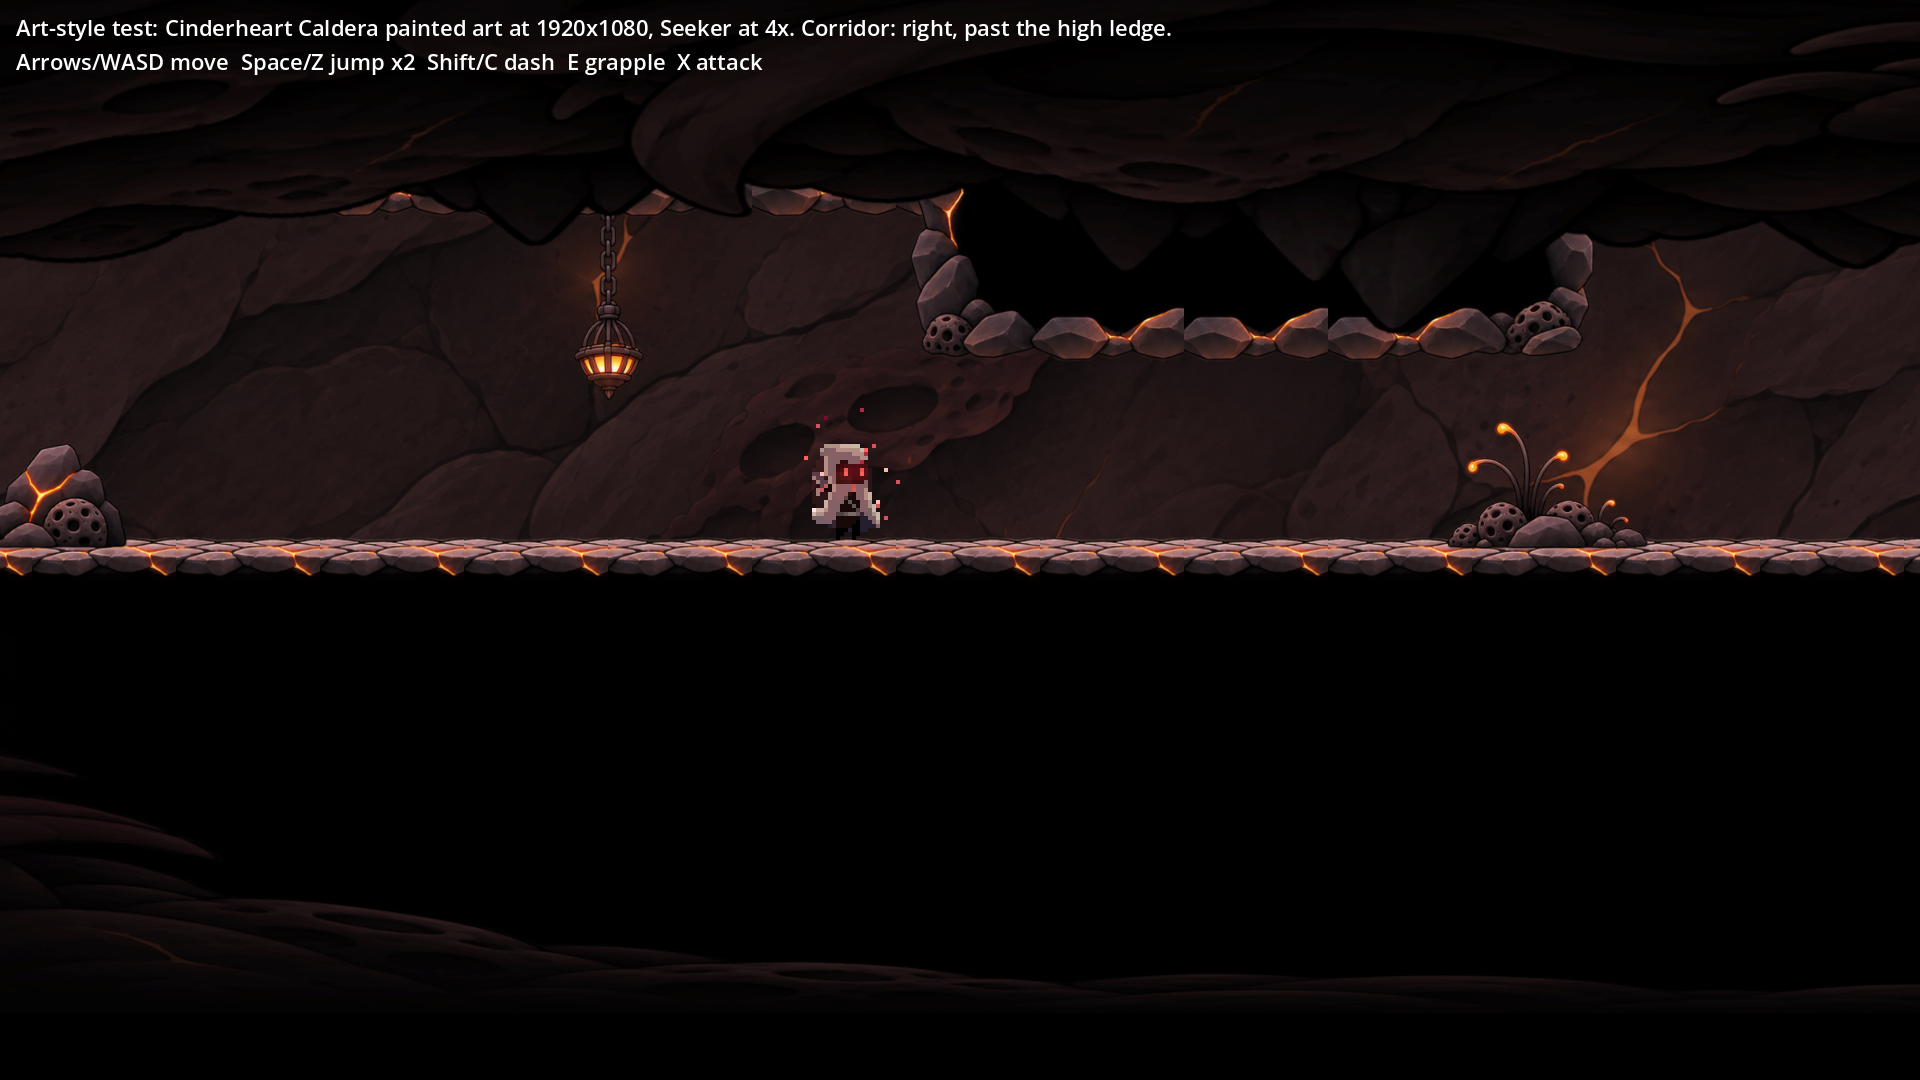 Art-style test: Cinderheart Caldera painted art at 1920x1080, Seeker at 4x. Corridor: right, past the high ledge.
Arrows/WASD move  Space/Z jump x2  Shift/C dash  E grapple  X attack